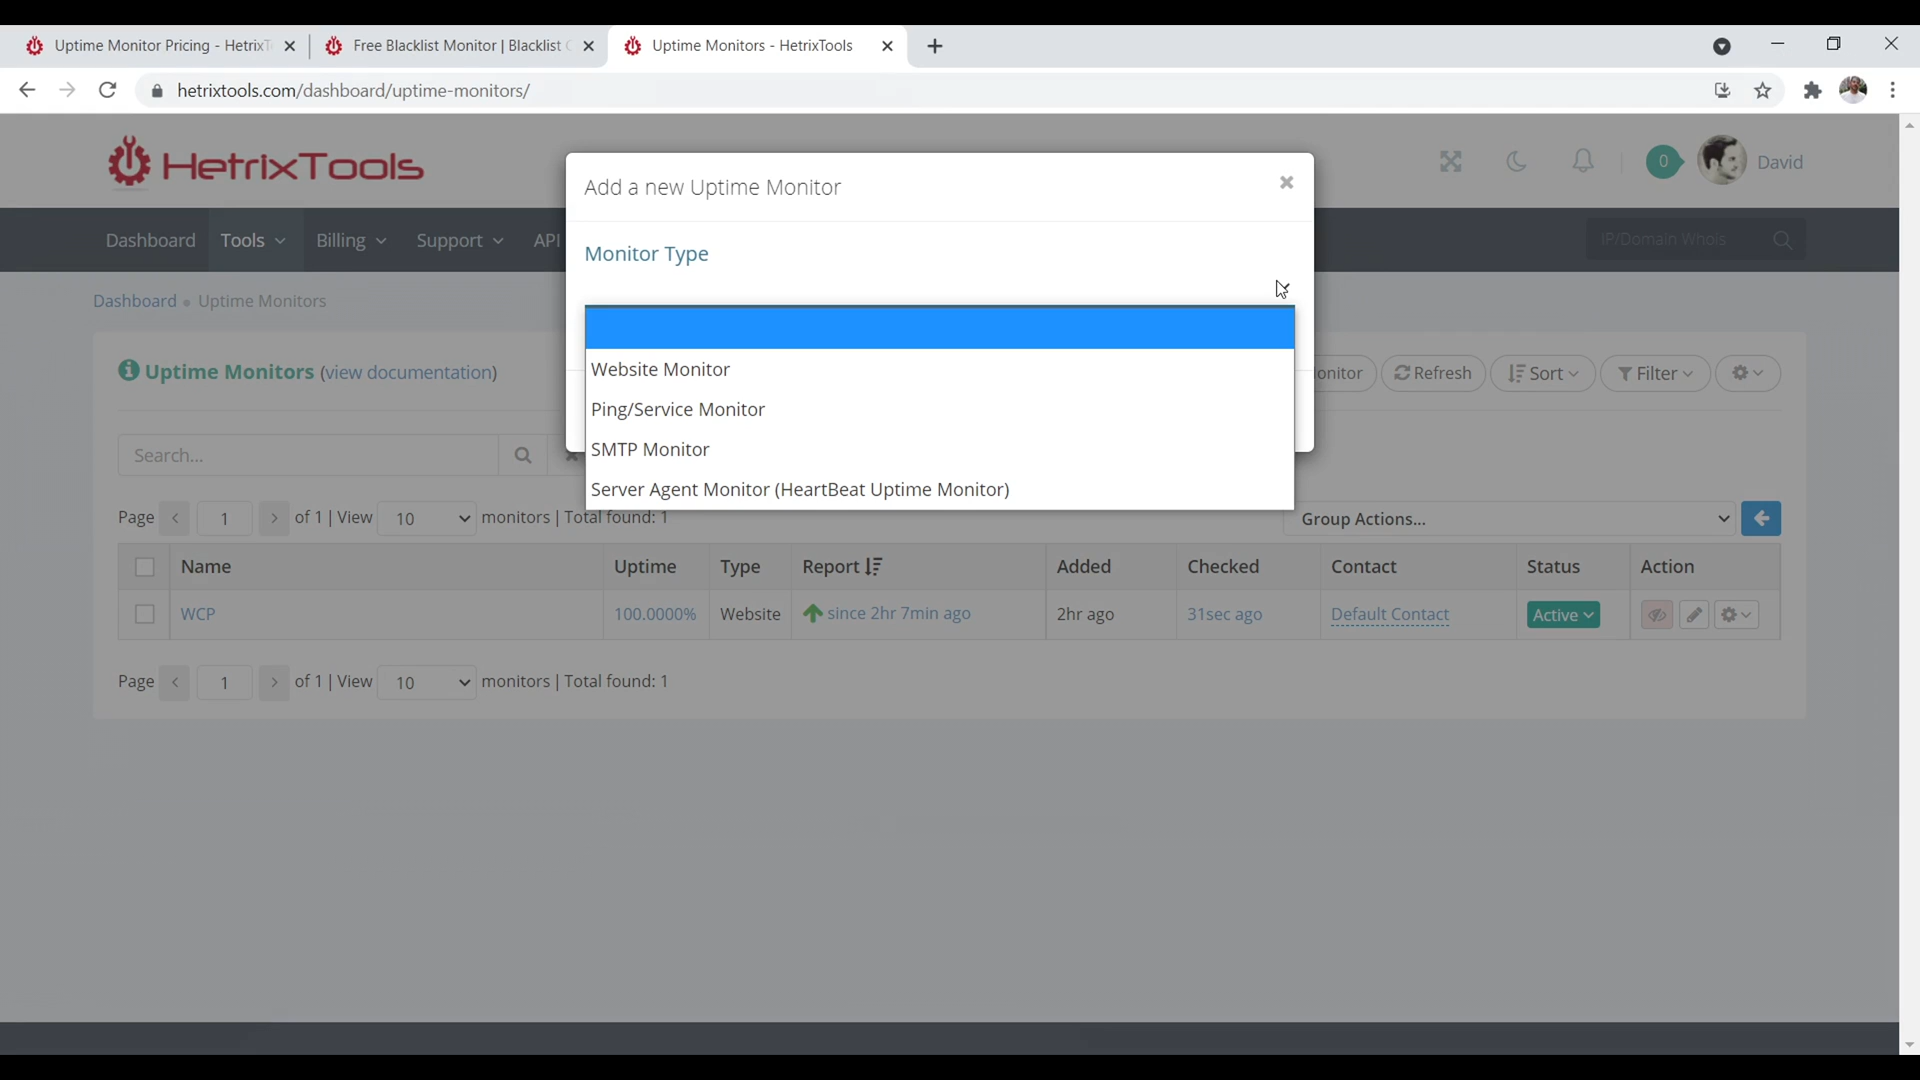 Uptime Monitor Pricing - HetrixT
Free Blacklist Monitor | Blacklist C
Uptime Monitors - HetrixTools
hetrixtools.com/dashboard/uptime-monitors/
HetrixTools
0
David
Dashboard
Tools
Billing
Support
API
IP/Domain Whois
Add a new Uptime Monitor
Monitor Type
Website Monitor
Ping/Service Monitor
SMTP Monitor
Server Agent Monitor (HeartBeat Uptime Monitor)
Dashboard • Uptime Monitors
Uptime Monitors (view documentation)
onitor
Refresh
Sort
Filter
Search...
Page 1 of 1 | View 10 monitors | Total found: 1
Group Actions...
Name Uptime Type Report Added Checked Contact Status Action
WCP 100.0000% Website since 2hr 7min ago 2hr ago 31sec ago Default Contact Active
Page 1 of 1 | View 10 monitors | Total found: 1